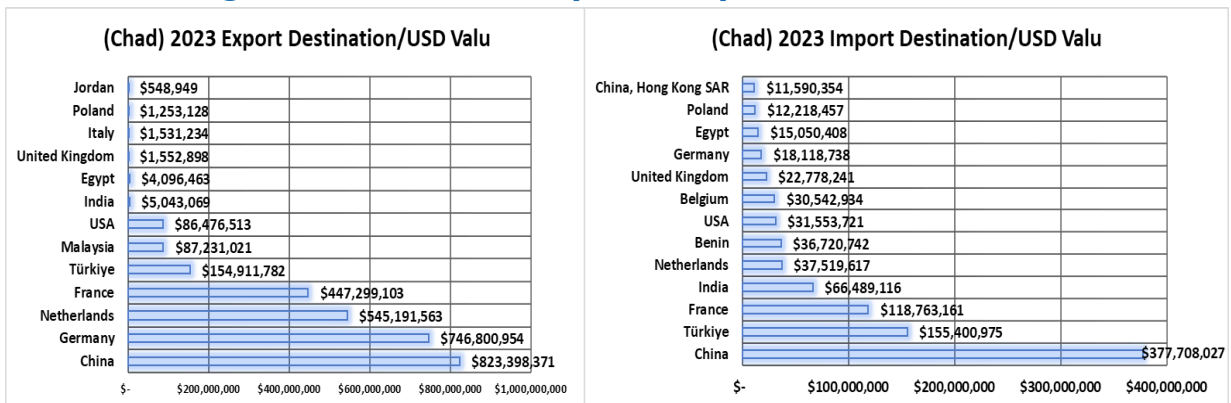 (Chad) 2023 Export Destination/USD Valu
Jordan $548,949
Poland $1,253,128
Italy $1,531,234
United Kingdom $1,552,898
Egypt $4,096,463
India $5,043,069
USA $86,476,513
Malaysia $87,231,021
Türkiye $154,911,782
France $447,299,103
Netherlands $545,191,563
Germany $746,800,954
China $823,398,371
$- $200,000,000 $400,000,000 $600,000,000 $800,000,000 $1,000,000,000
(Chad) 2023 Import Destination/USD Valu
China, Hong Kong SAR $11,590,354
Poland $12,218,457
Egypt $15,050,408
Germany $18,118,738
United Kingdom $22,778,241
Belgium $30,542,934
USA $31,553,721
Benin $36,720,742
Netherlands $37,519,617
India $66,489,116
France $118,763,161
Türkiye $155,400,975
China $377,708,027
$- $100,000,000 $200,000,000 $300,000,000 $400,000,000